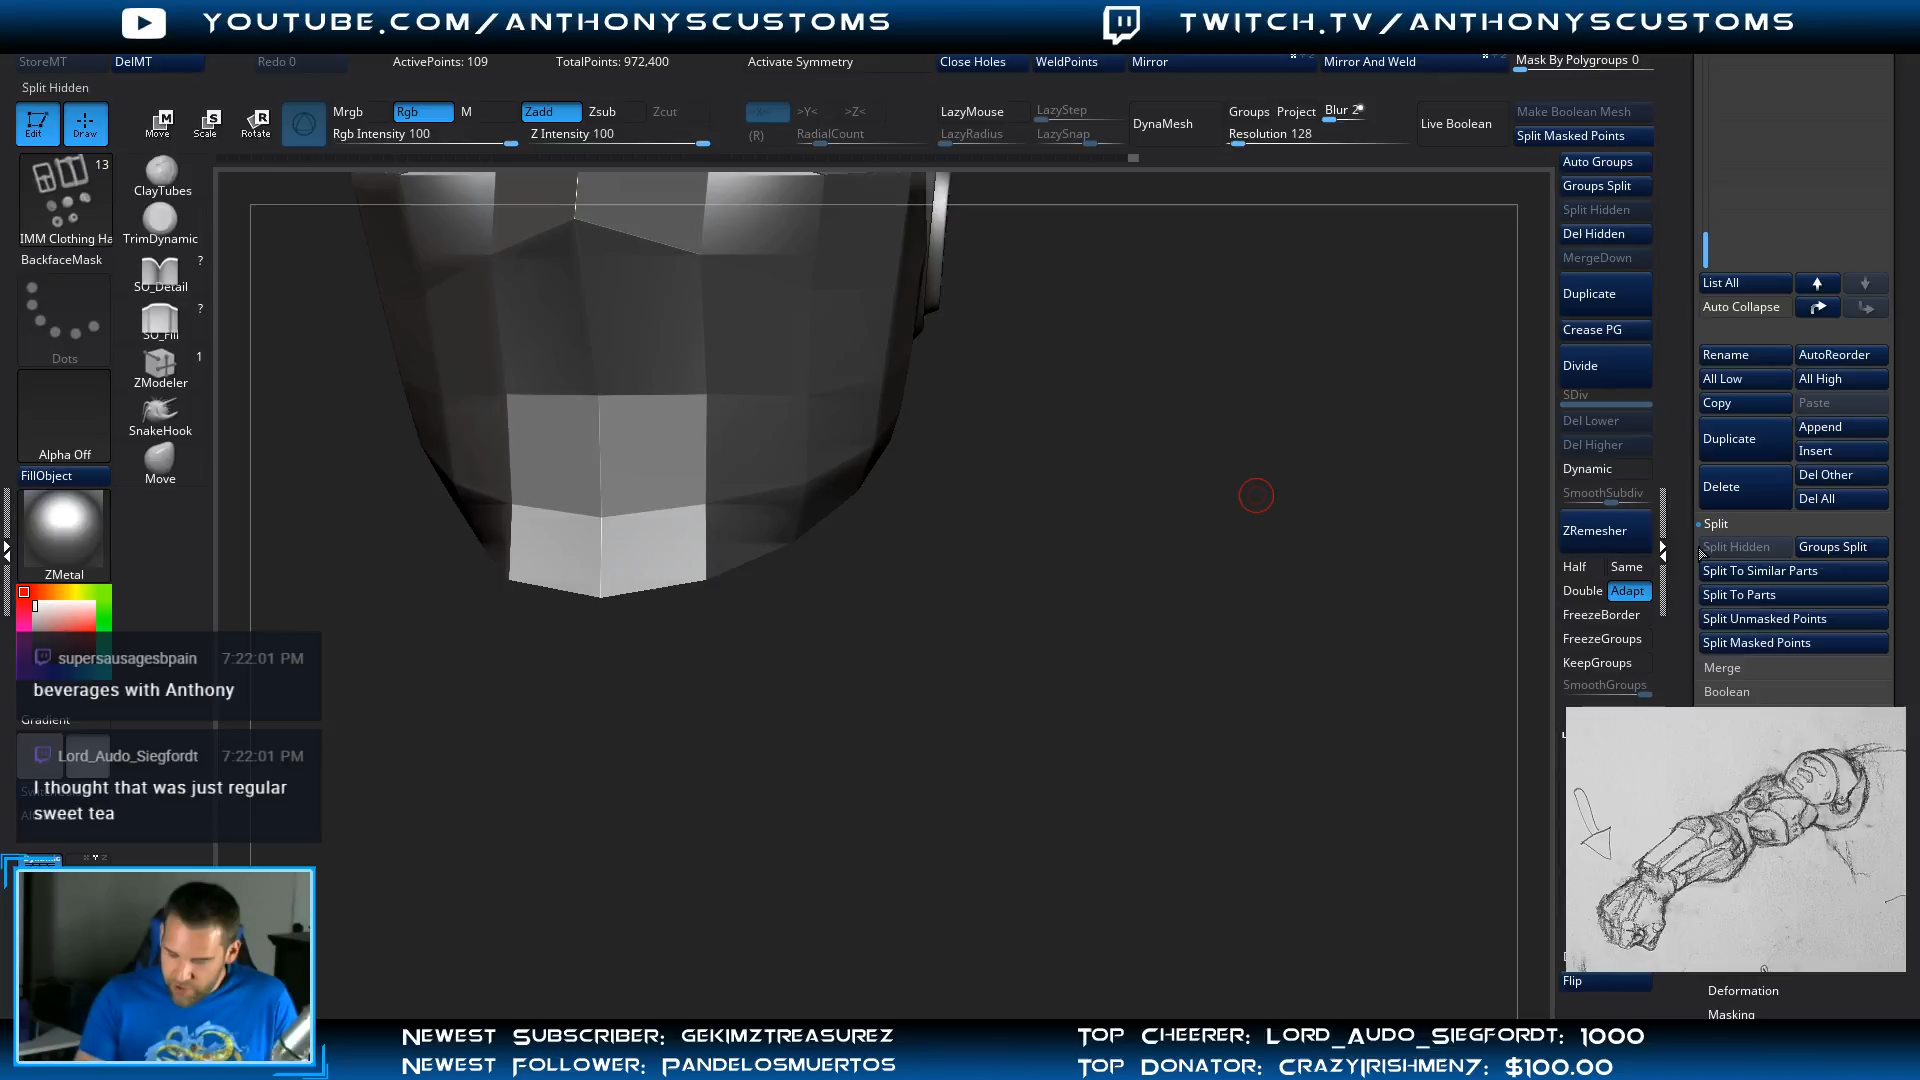 YOUTUBE.COM/ANTHONYSCUSTOMS
TWITCH.TV/ANTHONYSCUSTOMS
StoreMT DelMT Redo 0 ActivePoints: 109 TotalPoints: 972,400 Activate Symmetry Close Holes WeldPoints Mirror Mirror And Weld Mask By Polygroups 0
Split Hidden
Edit Draw Move Scale Rotate
Mrgb Rgb M Zadd Zsub Zcut
Rgb Intensity 100 Z Intensity 100
>Y< >Z<
(R) RadialCount
LazyMouse LazyStep
LazyRadius LazySnap
DynaMesh
Groups Project Blur 2
Resolution 128
Live Boolean
Make Boolean Mesh
Split Masked Points
13
IMM Clothing Ha
BackfaceMask
Dots
Alpha Off
FillObject
ZMetal
Gradient
ClayTubes
TrimDynamic
?
SO_Detail
?
SO_Fill
1
ZModeler
SnakeHook
Move
Auto Groups
Groups Split
Split Hidden
Del Hidden
MergeDown
Duplicate
Crease PG
Divide
SDiv
Del Lower
Del Higher
Dynamic
SmoothSubdiv
ZRemesher
Half Same
Double Adapt
FreezeBorder
FreezeGroups
KeepGroups
SmoothGroups
Flip
List All
Auto Collapse
Rename AutoReorder
All Low All High
Copy Paste
Duplicate Append
Insert
Delete Del Other
Del All
Split
Split Hidden Groups Split
Split To Similar Parts
Split To Parts
Split Unmasked Points
Split Masked Points
Merge
Boolean
Deformation
Masking
supersausagesbpain 7:22:01 PM
beverages with Anthony
Lord_Audo_Siegfordt 7:22:01 PM
I thought that was just regular
sweet tea
Newest Subscriber: gekimztreasurez
Newest Follower: Pandelosmuertos
Top Cheerer: Lord_Audo_Siegfordt: 1000
Top Donator: CrazyIrishmen7: $100.00